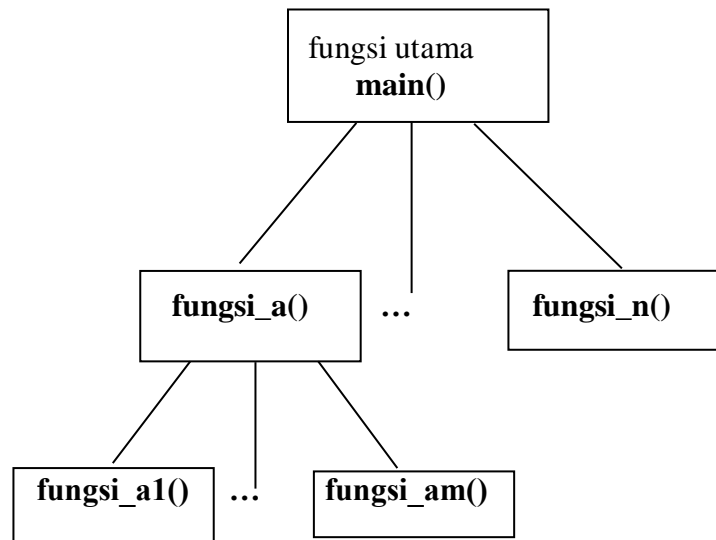 fungsi utama
main()
fungsi_a()
...
fungsi_n()
fungsi_a1()
...
fungsi_am()